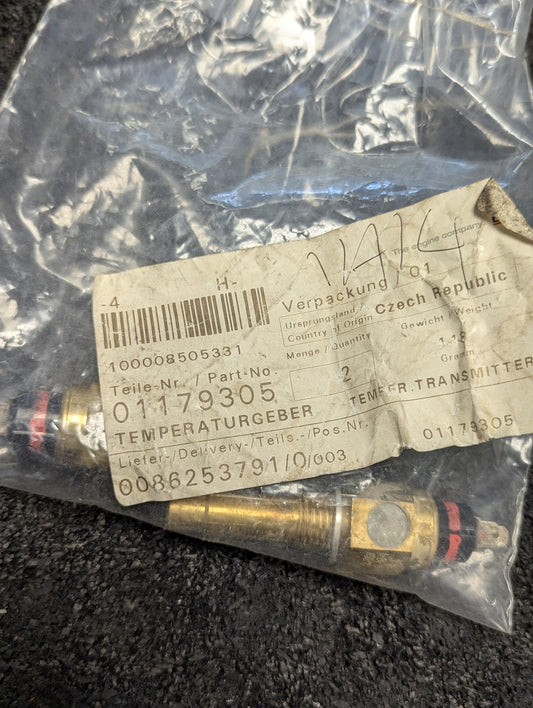 The engine company
-4 H-
100008505331
Verpackung 01
Ursprungsland /
Country of Origin Czech Republic
Menge / Quantity Gewicht / Weight
2 Gramm
Teile-Nr. / Part-No.
01179305
TEMPERATURGEBER TEMPER.TRANSMITTER
Liefer-/Delivery-/Teils.-/Pos.Nr.
0086253791/0/003 01179305